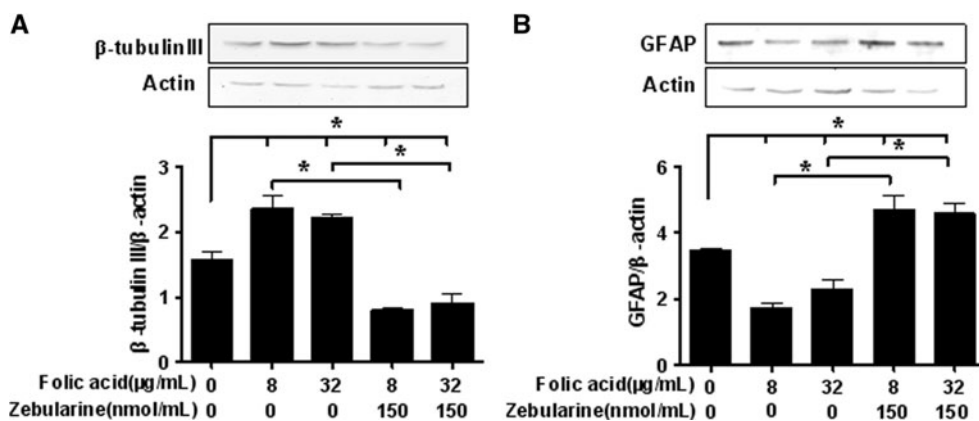 A
β-tubulin III
Actin
*
*
*
3
2
1
0
β-tubulin III/β-actin
Folic acid(μg/mL) 0 8 32 8 32
Zebularine(nmol/mL) 0 0 0 150 150
B
GFAP
Actin
*
*
*
6
4
2
0
GFAP/β-actin
Folic acid(μg/mL) 0 8 32 8 32
Zebularine(nmol/mL) 0 0 0 150 150